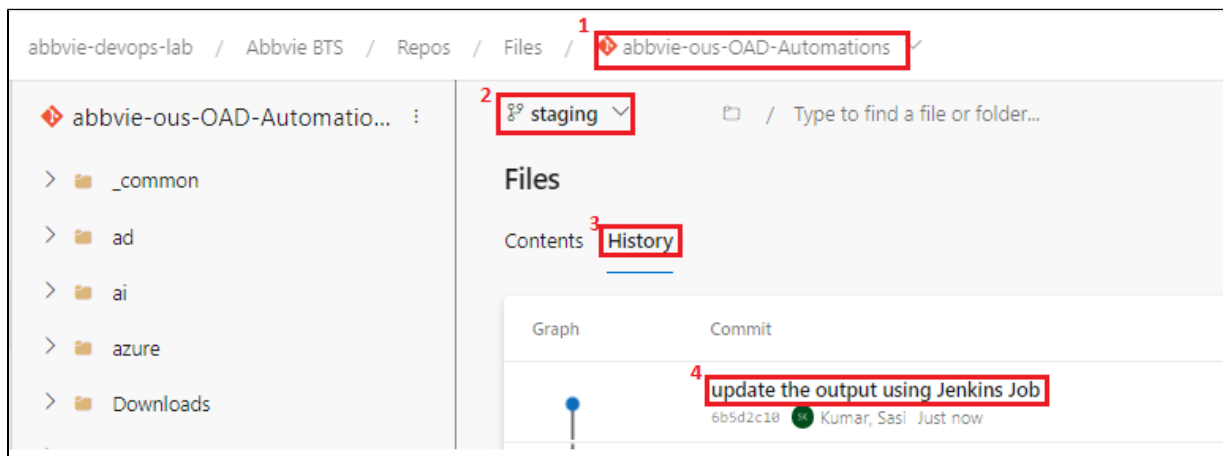 1
abbvie-devops-lab / Abbvie BTS / Repos / Files / abbvie-ous-OAD-Automations
abbvie-ous-OAD-Automatio...
2
staging
/ Type to find a file or folder...
_common
Files
ad
3
Contents History
ai
Graph Commit
azure
4
update the output using Jenkins Job
Downloads
6b5d2c10 SK Kumar, Sasi Just now